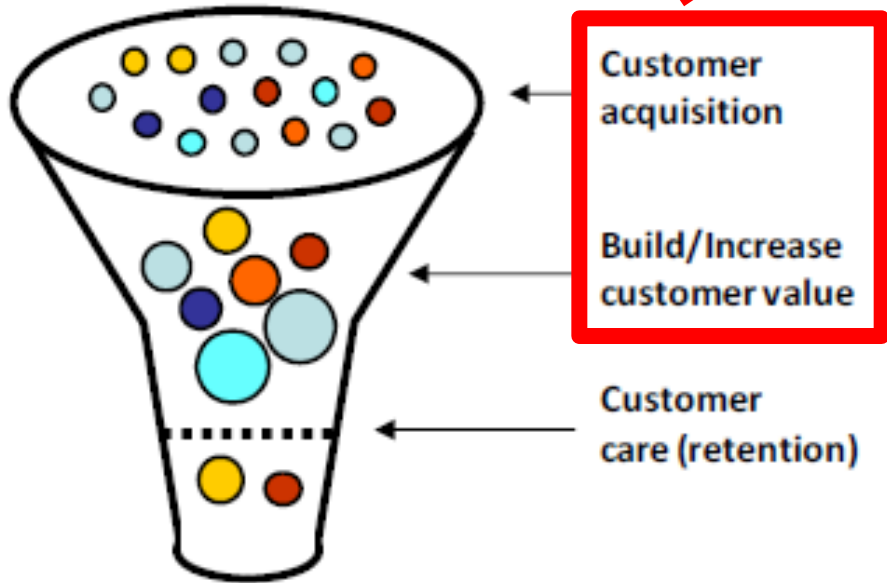 Customer
acquisition
Build/Increase
customer value
Customer
care (retention)